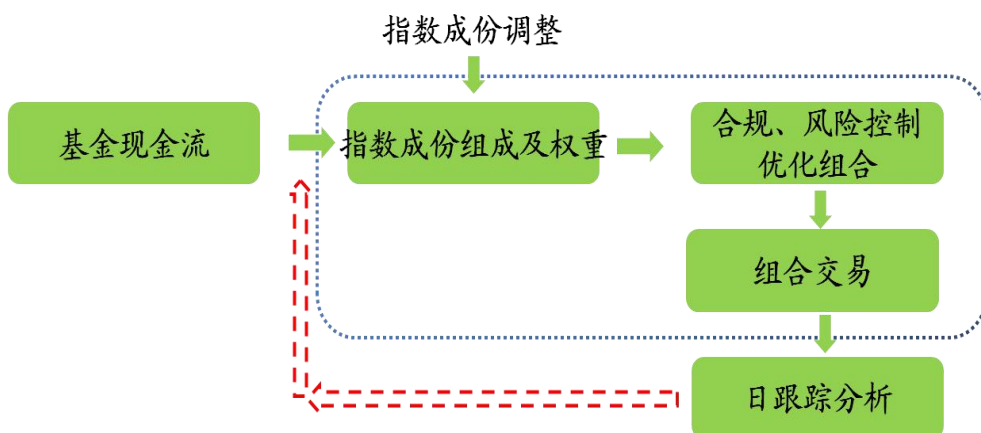 指数成份调整
基金现金流
指数成份组成及权重
合规、风险控制
优化组合
组合交易
日跟踪分析